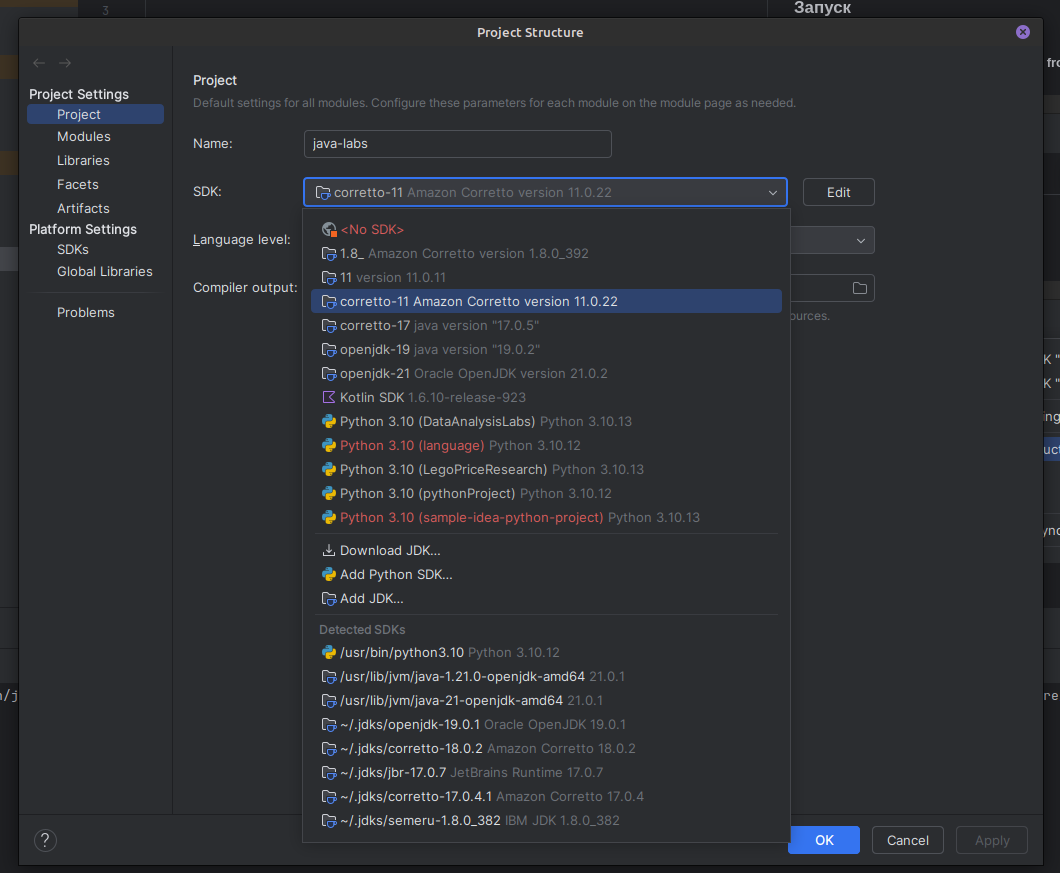 3
Запуск
Project Structure
fro
Project Settings
Project
Modules
Libraries
Facets
Artifacts
Platform Settings
SDKs
Global Libraries
Problems
Project
Default settings for all modules. Configure these parameters for each module on the module page as needed.
Name: java-labs
SDK: corretto-11 Amazon Corretto version 11.0.22 Edit
Language level:
Compiler output:
ources.
<No SDK>
1.8_ Amazon Corretto version 1.8.0_392
11 version 11.0.11
corretto-11 Amazon Corretto version 11.0.22
corretto-17 java version "17.0.5"
openjdk-19 java version "19.0.2"
openjdk-21 Oracle OpenJDK version 21.0.2
Kotlin SDK 1.6.10-release-923
Python 3.10 (DataAnalysisLabs) Python 3.10.13
Python 3.10 (language) Python 3.10.12
Python 3.10 (LegoPriceResearch) Python 3.10.13
Python 3.10 (pythonProject) Python 3.10.12
Python 3.10 (sample-idea-python-project) Python 3.10.13
Download JDK...
Add Python SDK...
Add JDK...
Detected SDKs
/usr/bin/python3.10 Python 3.10.12
/usr/lib/jvm/java-1.21.0-openjdk-amd64 21.0.1
/usr/lib/jvm/java-21-openjdk-amd64 21.0.1
~/.jdks/openjdk-19.0.1 Oracle OpenJDK 19.0.1
~/.jdks/corretto-18.0.2 Amazon Corretto 18.0.2
~/.jdks/jbr-17.0.7 JetBrains Runtime 17.0.7
~/.jdks/corretto-17.0.4.1 Amazon Corretto 17.0.4
~/.jdks/semeru-1.8.0_382 IBM JDK 1.8.0_382
K "
K "
ing
uct
ync
/j
re
? OK Cancel Apply